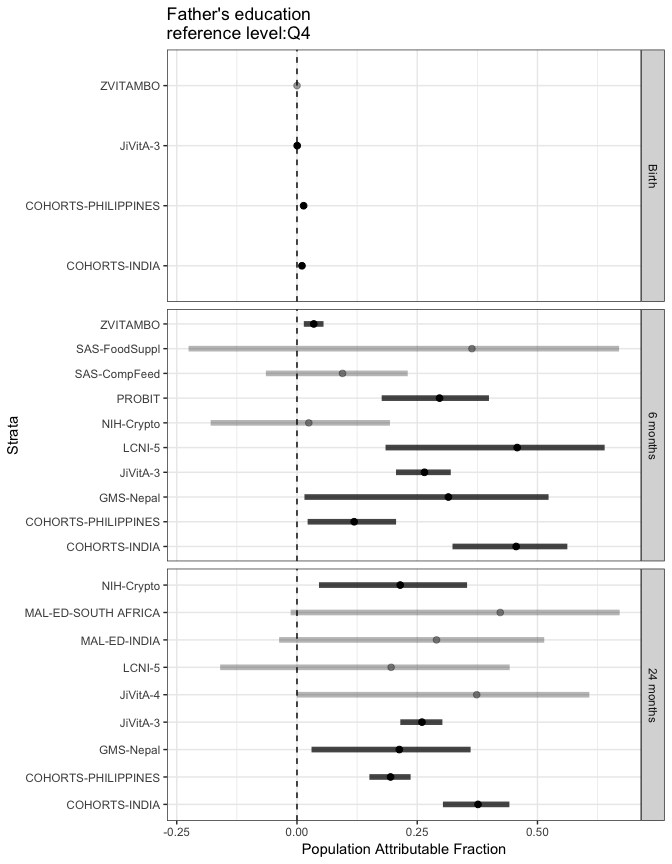 Father's education
reference level:Q4
ZVITAMBO
JiVitA-3
COHORTS-PHILIPPINES
COHORTS-INDIA
Birth
ZVITAMBO
SAS-FoodSuppl
SAS-CompFeed
PROBIT
NIH-Crypto
LCNI-5
JiVitA-3
GMS-Nepal
COHORTS-PHILIPPINES
COHORTS-INDIA
6 months
NIH-Crypto
MAL-ED-SOUTH AFRICA
MAL-ED-INDIA
LCNI-5
JiVitA-4
JiVitA-3
GMS-Nepal
COHORTS-PHILIPPINES
COHORTS-INDIA
24 months
Strata
-0.25 0.00 0.25 0.50
Population Attributable Fraction